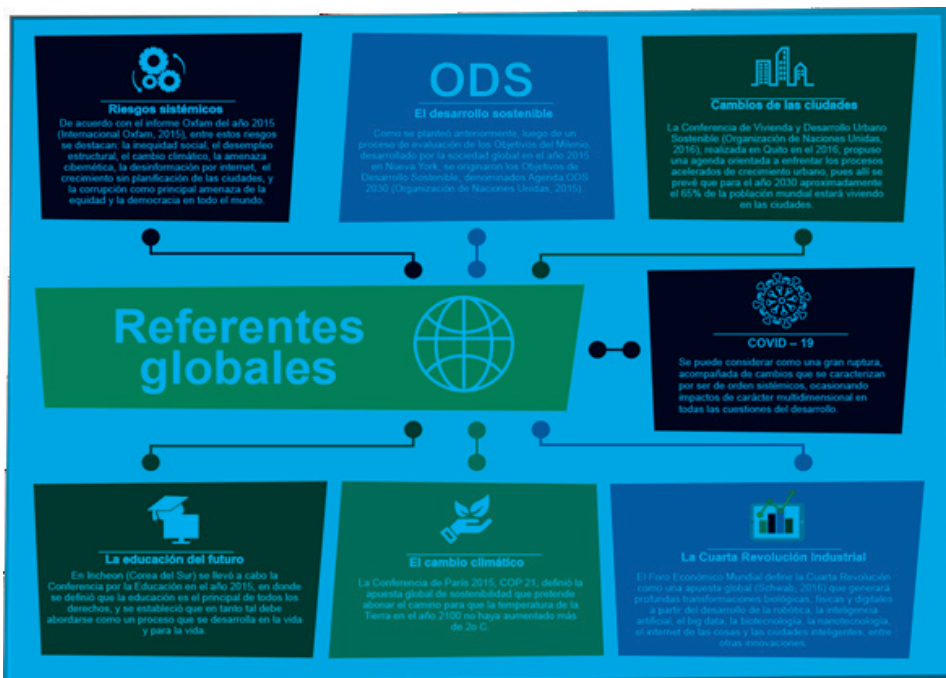 Riesgos sistémicos
De acuerdo con el informe Oxfam del año 2015
(Internacional Oxfam, 2015), entre estos riesgos
se destacan: la inequidad social, el desempleo
estructural, el cambio climático, la amenaza
cibernética, la desinformación por internet, el
crecimiento sin planificación de las ciudades, y
la corrupción como principal amenaza de la
equidad y la democracia en todo el mundo.
ODS
El desarrollo sostenible
Como se planteó anteriormente, luego de un
proceso de evaluación de los Objetivos del Milenio,
desarrollado por la sociedad global en el año 2015
en Nueva York, se originaron los Objetivos de
Desarrollo Sostenible, denominados Agenda ODS
2030 (Organización de Naciones Unidas, 2015).
Cambios de las ciudades
La Conferencia de Vivienda y Desarrollo Urbano
Sostenible (Organización de Naciones Unidas,
2016), realizada en Quito en el 2016, propuso
una agenda orientada a enfrentar los procesos
acelerados de crecimiento urbano, pues allí se
prevé que para el año 2030 aproximadamente
el 65% de la población mundial estará viviendo
en las ciudades.
Referentes
globales
COVID – 19
Se puede considerar como una gran ruptura,
acompañada de cambios que se caracterizan
por ser de orden sistémicos, ocasionando
impactos de carácter multidimensional en
todas las cuestiones del desarrollo.
La educación del futuro
En Incheon (Corea del Sur) se llevó a cabo la
Conferencia por la Educación en el año 2015, en donde
se definió que la educación es el principal de todos los
derechos, y se estableció que en tanto tal debe
abordarse como un proceso que se desarrolla en la vida
y para la vida.
El cambio climático
La Conferencia de París 2015, COP 21, definió la
apuesta global de sostenibilidad que pretende
abonar el camino para que la temperatura de la
Tierra en el año 2100 no haya aumentado más
de 2o C.
La Cuarta Revolución Industrial
El Foro Económico Mundial define la Cuarta Revolución
como una apuesta global (Schwab, 2016) que generará
profundas transformaciones biológicas, físicas y digitales
a partir del desarrollo de la robótica, la inteligencia
artificial, el big data, la biotecnología, la nanotecnología,
el internet de las cosas y las ciudades inteligentes, entre
otras innovaciones.